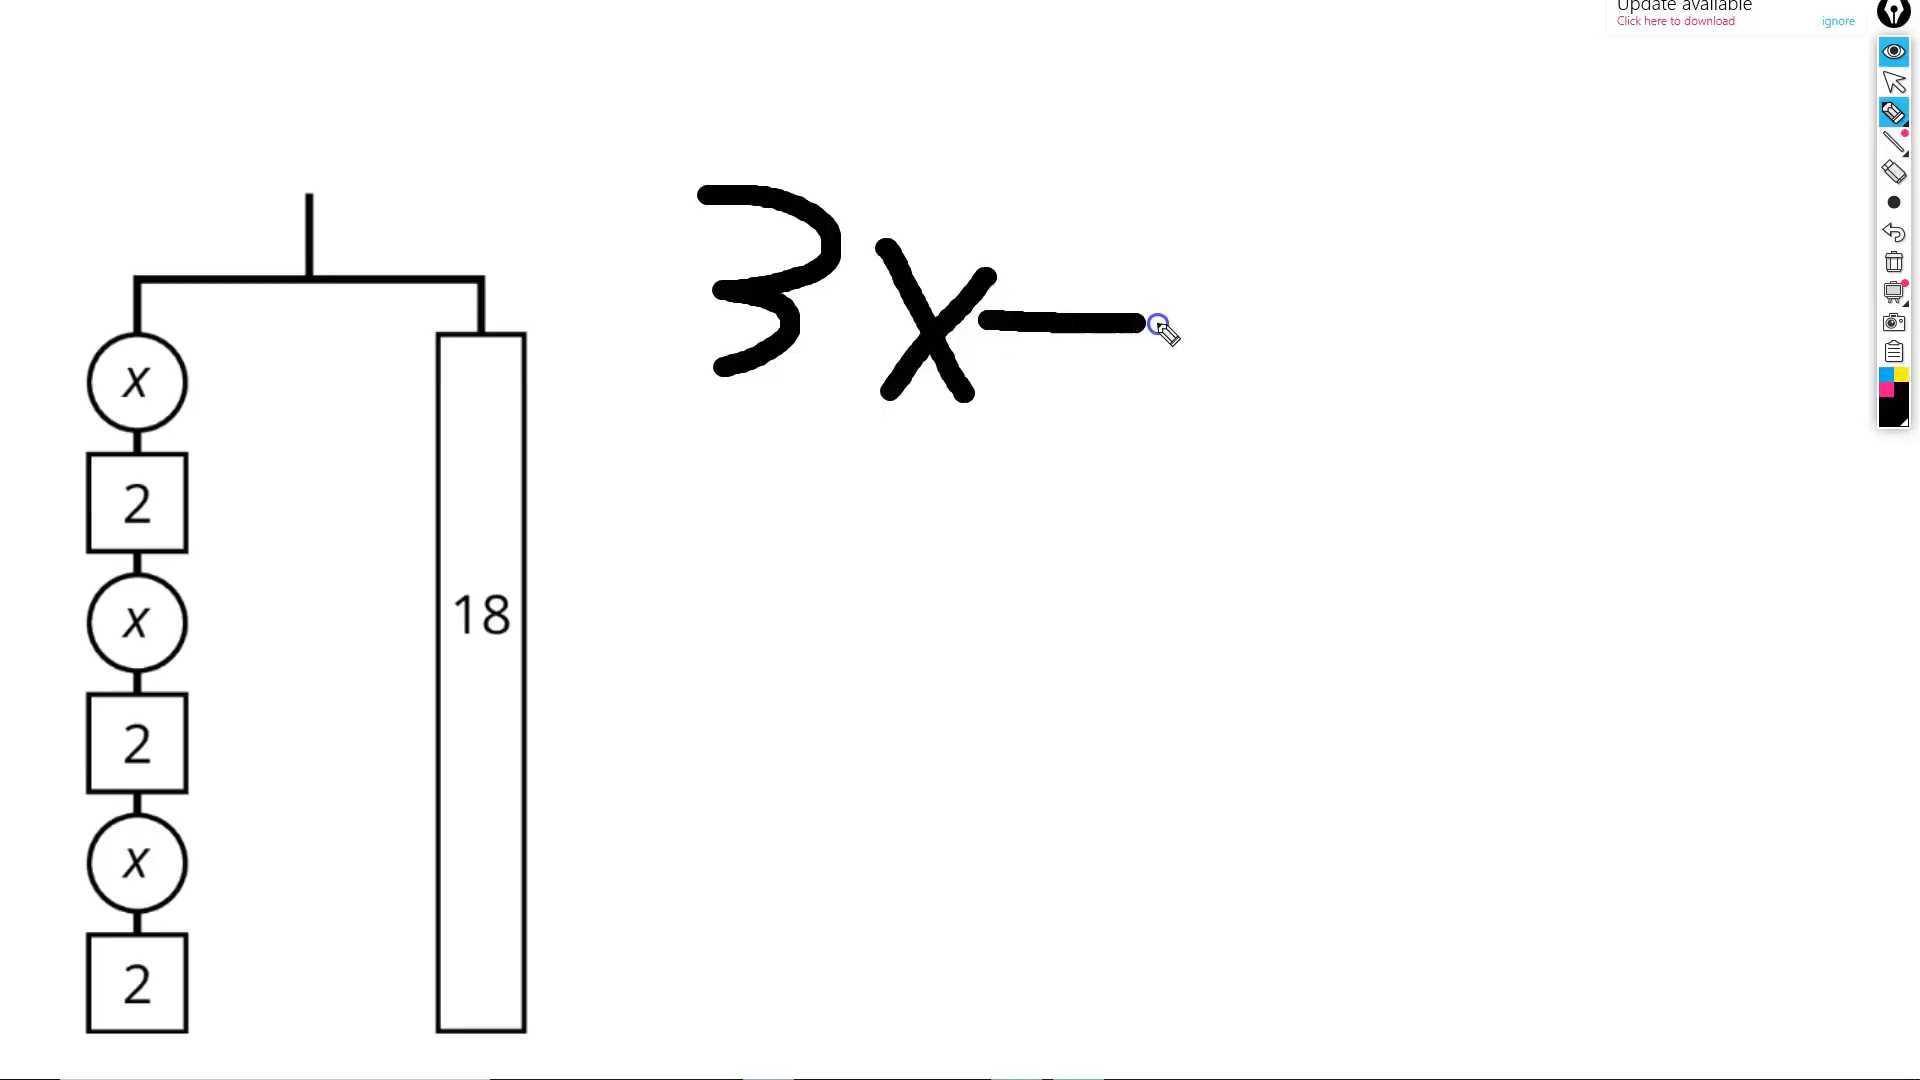 Update available
Click here to download ignore
3x-
x
2
x
18
2
x
2